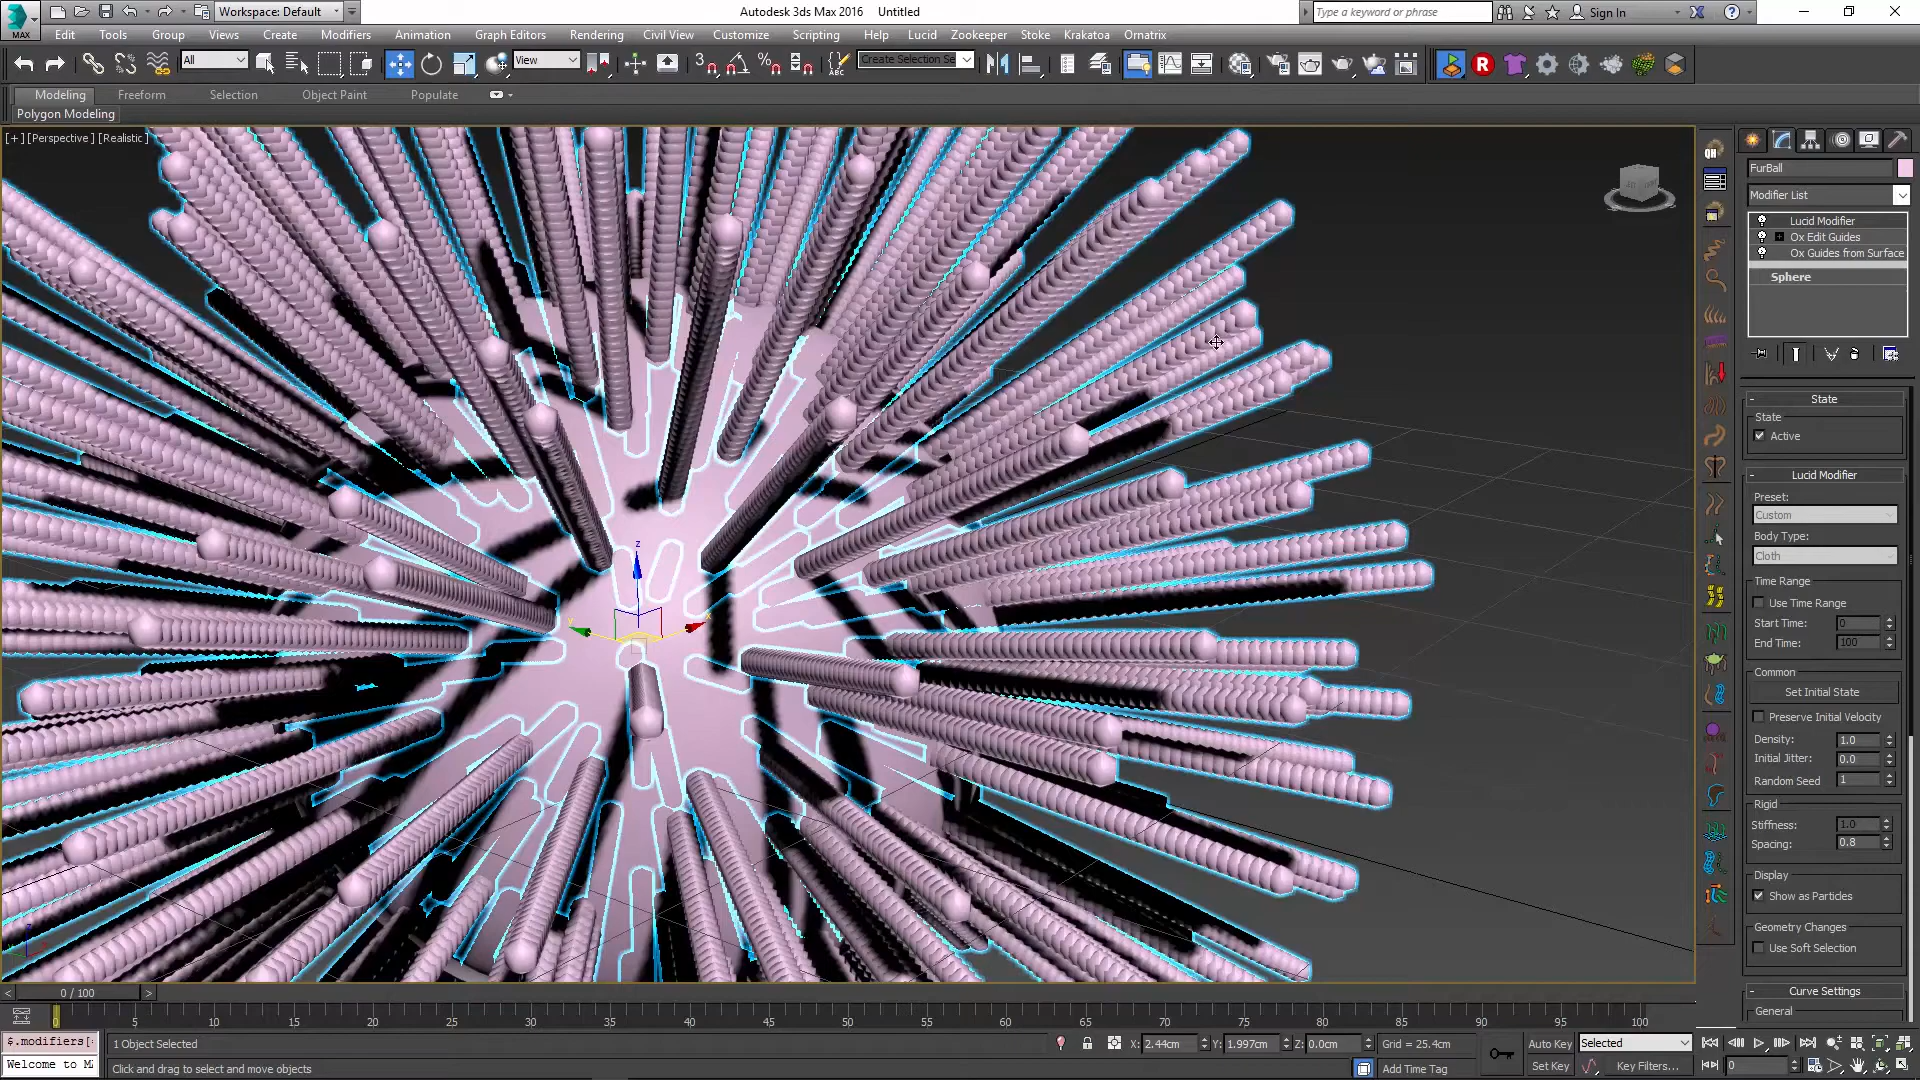 MAX
Workspace: Default
Autodesk 3ds Max 2016 Untitled
Type a keyword or phrase
Sign In
Edit Tools Group Views Create Modifiers Animation Graph Editors Rendering Civil View Customize Scripting Help Lucid Zookeeper Stoke Krakatoa Ornatrix
All
View
3
ABC
Create Selection Se
R
Modeling Freeform Selection Object Paint Populate
Polygon Modeling
[+] [Perspective] [Realistic]
QH
FurBall
Modifier List
Lucid Modifier
Ox Edit Guides
Ox Guides from Surface
Sphere
State
State
Active
Lucid Modifier
Preset:
Custom
Body Type:
Cloth
Time Range
Use Time Range
Start Time: 0
End Time: 100
Common
Set Initial State
Preserve Initial Velocity
Density: 1.0
Initial Jitter: 0.0
Random Seed 1
Rigid
Stiffness: 1.0
Spacing: 0.8
Display
Show as Particles
Geometry Changes
Use Soft Selection
Curve Settings
General
z
x
y
0 / 100
5 10 15 20 25 30 35 40 45 50 55 60 65 70 75 80 85 90 95 100
$.modifiers[
1 Object Selected
X: 2.44cm Y: 1.997cm Z: 0.0cm Grid = 25.4cm
Auto Key Selected
Welcome to M
Click and drag to select and move objects
Add Time Tag
Set Key Key Filters...
0